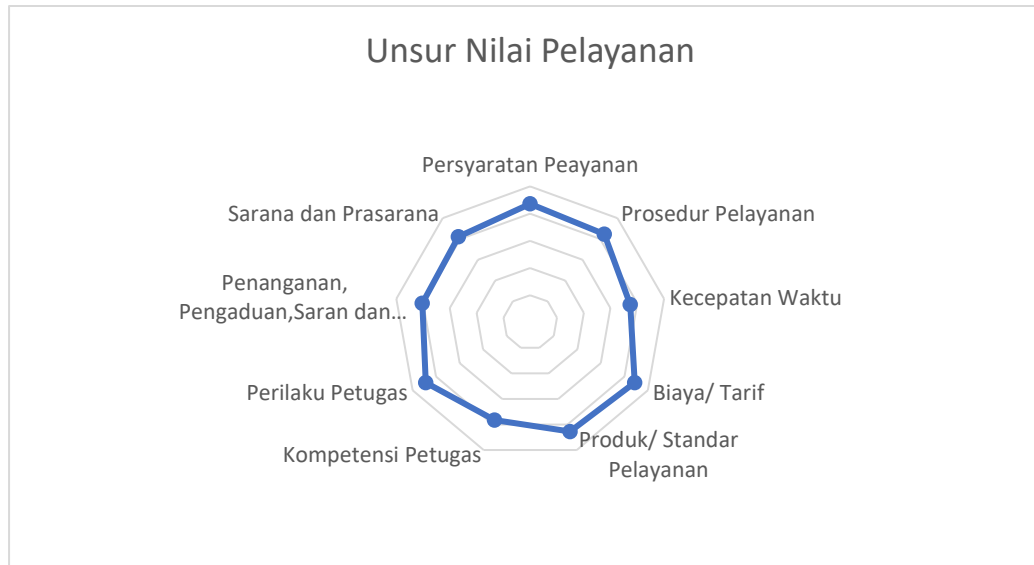 Unsur Nilai Pelayanan
Persyaratan Peayanan
Prosedur Pelayanan
Kecepatan Waktu
Biaya/ Tarif
Produk/ Standar
Pelayanan
Kompetensi Petugas
Perilaku Petugas
Penanganan,
Pengaduan,Saran dan...
Sarana dan Prasarana